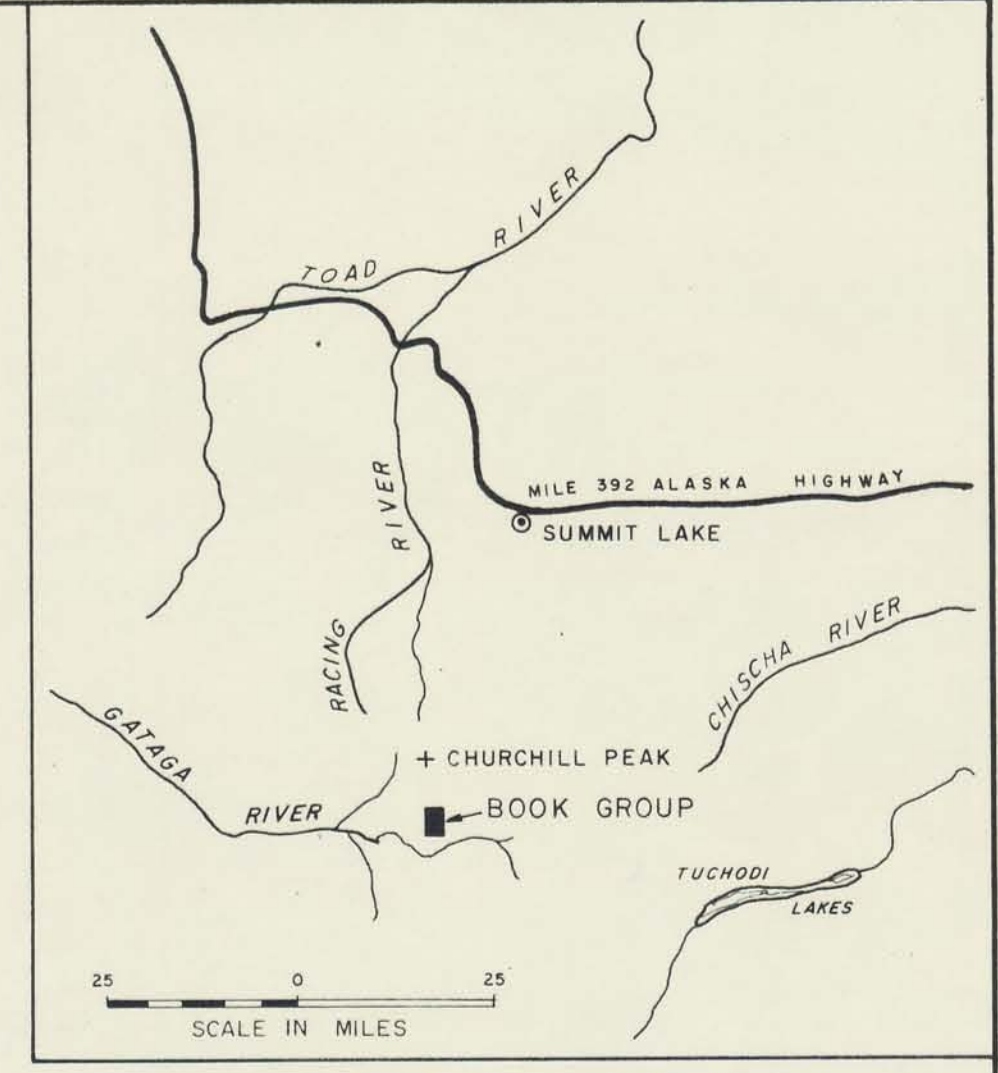 TOAD RIVER
MILE 392 ALASKA HIGHWAY
SUMMIT LAKE
RACING RIVER
CHISCHA RIVER
GATAGA RIVER
+ CHURCHILL PEAK
BOOK GROUP
TUCHODI LAKES
25 0 25
SCALE IN MILES